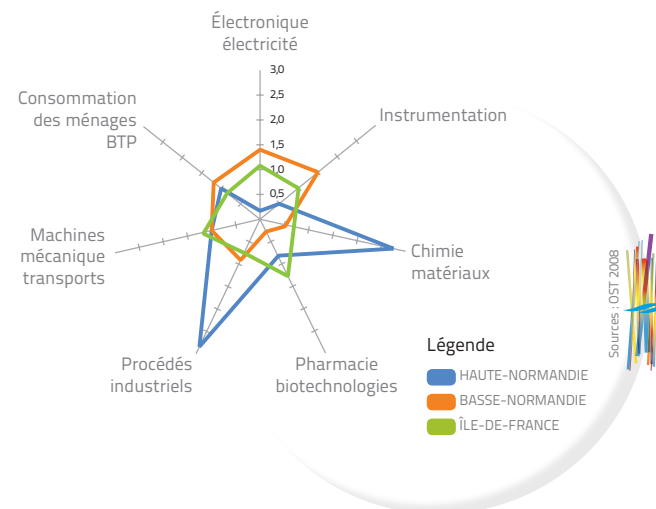 Électronique
électricité
3,0
2,5
2,0
1,5
1,0
0,5
Consommation
des ménages
BTP
Instrumentation
Machines
mécanique
transports
Chimie
matériaux
Procédés
industriels
Pharmacie
biotechnologies
Légende
HAUTE-NORMANDIE
BASSE-NORMANDIE
ÎLE-DE-FRANCE
Sources : OST 2008